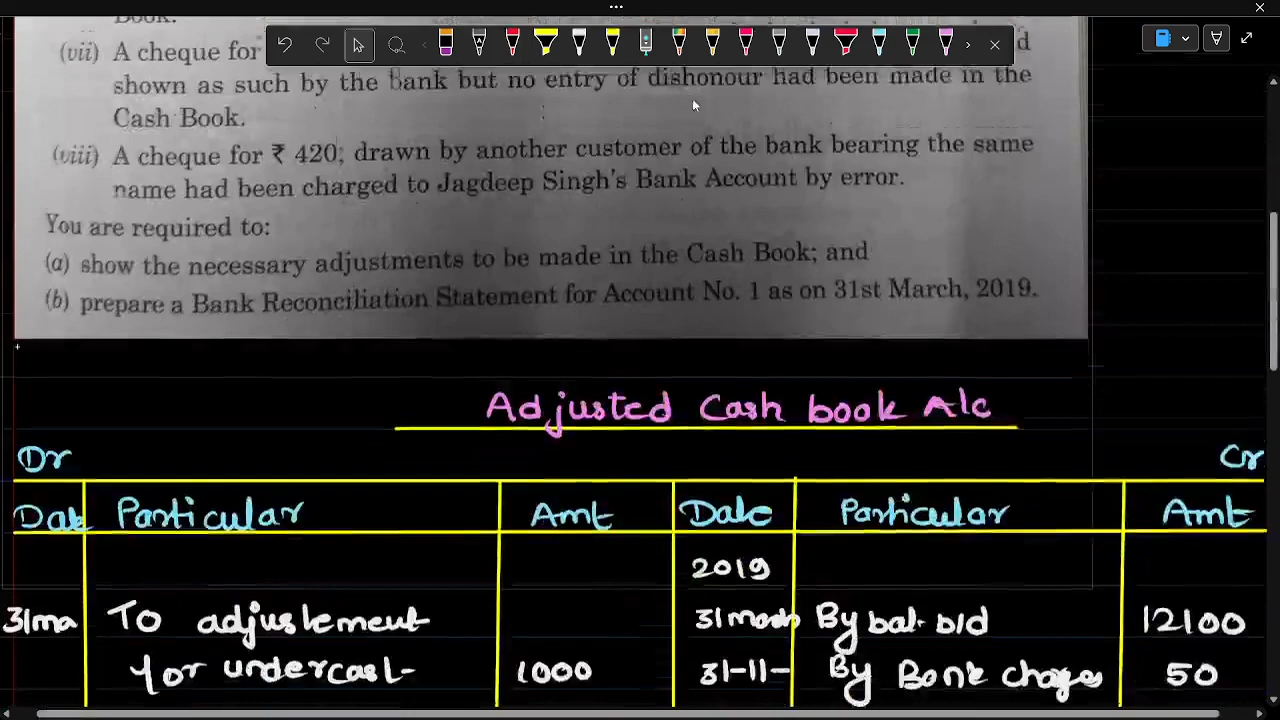 Book.
(vii) A cheque for
shown as such by the bank but no entry of dishonour had been made in the
Cash Book.
(viii) A cheque for ₹ 420; drawn by another customer of the bank bearing the same
name had been charged to Jagdeep Singh's Bank Account by error.
You are required to:
(a) show the necessary adjustments to be made in the Cash Book; and
(b) prepare a Bank Reconciliation Statement for Account No. 1 as on 31st March, 2019.
Adjusted Cash book A/c
Dr Cr
Date Particular Amt Date Particular Amt
2019
31ma To adjustement 31march By bal. b/d 12100
for undercast 1000 31-11- By Bank charges 50